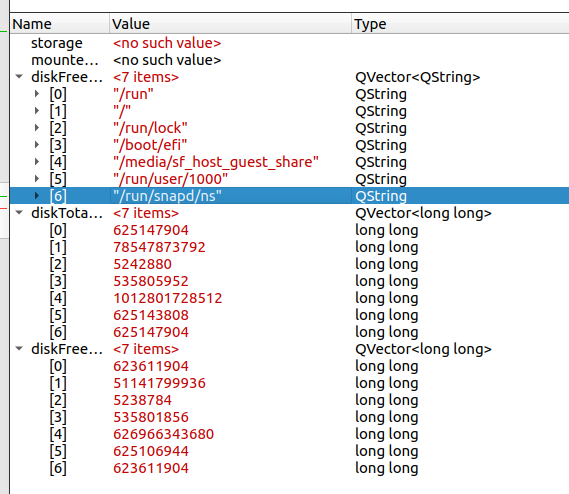 Name Value Type
storage <no such value>
mounte... <no such value>
diskFree... <7 items> QVector<QString>
[0] "/run" QString
[1] "/" QString
[2] "/run/lock" QString
[3] "/boot/efi" QString
[4] "/media/sf_host_guest_share" QString
[5] "/run/user/1000" QString
[6] "/run/snapd/ns" QString
diskTota... <7 items> QVector<long long>
[0] 625147904 long long
[1] 78547873792 long long
[2] 5242880 long long
[3] 535805952 long long
[4] 1012801728512 long long
[5] 625143808 long long
[6] 625147904 long long
diskFree... <7 items> QVector<long long>
[0] 623611904 long long
[1] 51141799936 long long
[2] 5238784 long long
[3] 535801856 long long
[4] 626966343680 long long
[5] 625106944 long long
[6] 623611904 long long